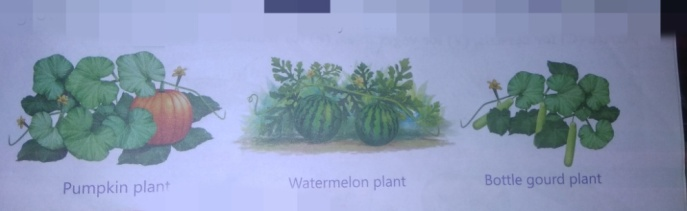 Pumpkin plant
Watermelon plant
Bottle gourd plant